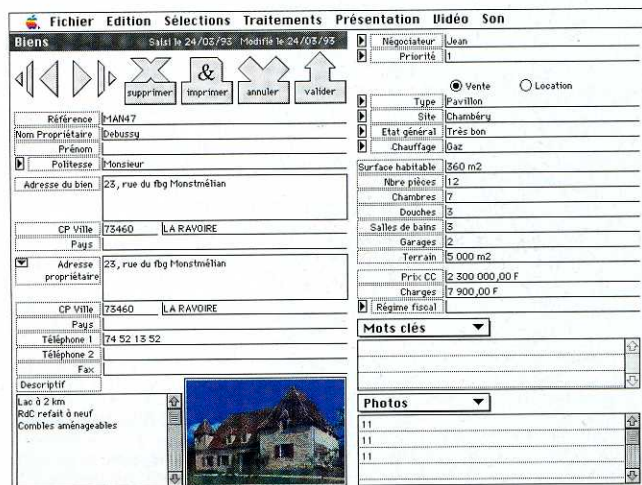 Fichier Edition Sélections Traitements Présentation Vidéo Son
Biens Saisi le 24/03/93 Modifié le 24/03/93
supprimer & imprimer annuler valider
Référence MAN47
Nom Propriétaire Debussy
Prénom
Politesse Monsieur
Adresse du bien 23, rue du fbg Monstmélian
CP Ville 73460 LA RAVOIRE
Pays
Adresse propriétaire 23, rue du fbg Monstmélian
CP Ville 73460 LA RAVOIRE
Pays
Téléphone 1 74 52 13 52
Téléphone 2
Fax
Descriptif
Lac à 2 km
RdC refait à neuf
Combles aménageables
Négociateur Jean
Priorité 1
Vente Location
Type Pavillon
Site Chambéry
Etat général Très bon
Chauffage Gaz
Surface habitable 360 m2
Nbre pièces 12
Chambres 7
Douches 3
Salles de bains 3
Garages 2
Terrain 5 000 m2
Prix CC 2 300 000,00 F
Charges 7 900,00 F
Régime fiscal
Mots clés
Photos
11
11
11